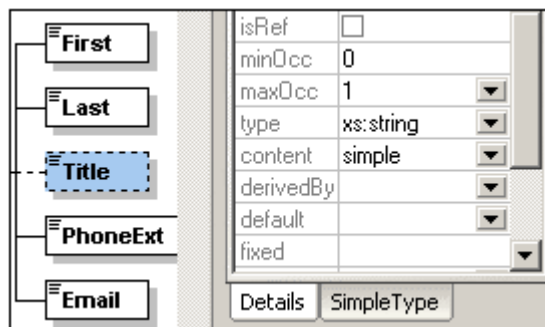 First
Last
Title
PhoneExt
Email
isRef
minOcc 0
maxOcc 1
type xs:string
content simple
derivedBy
default
fixed
Details SimpleType